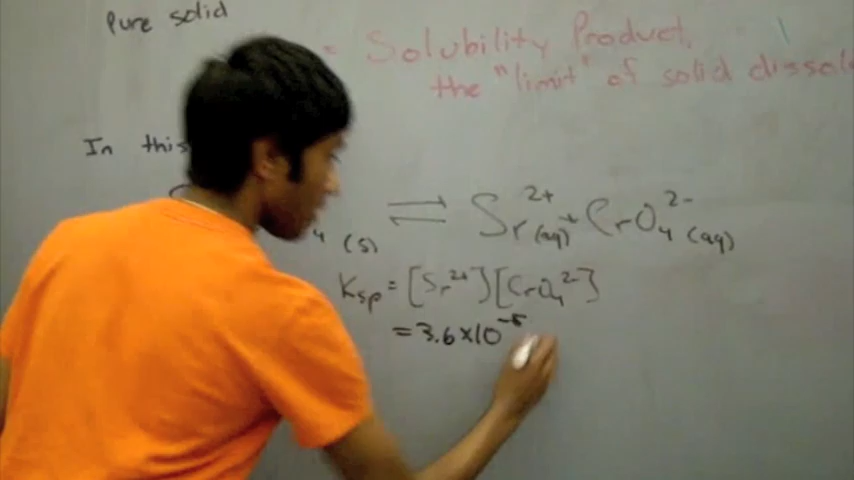 Pure solid
= Solubility Product,
the "limit" of solid
In this
4 (s) ⇌ Sr²⁺(aq) + CrO₄²⁻(aq)
Ksp = [Sr²⁺][CrO₄²⁻]
= 3.6×10⁻⁵